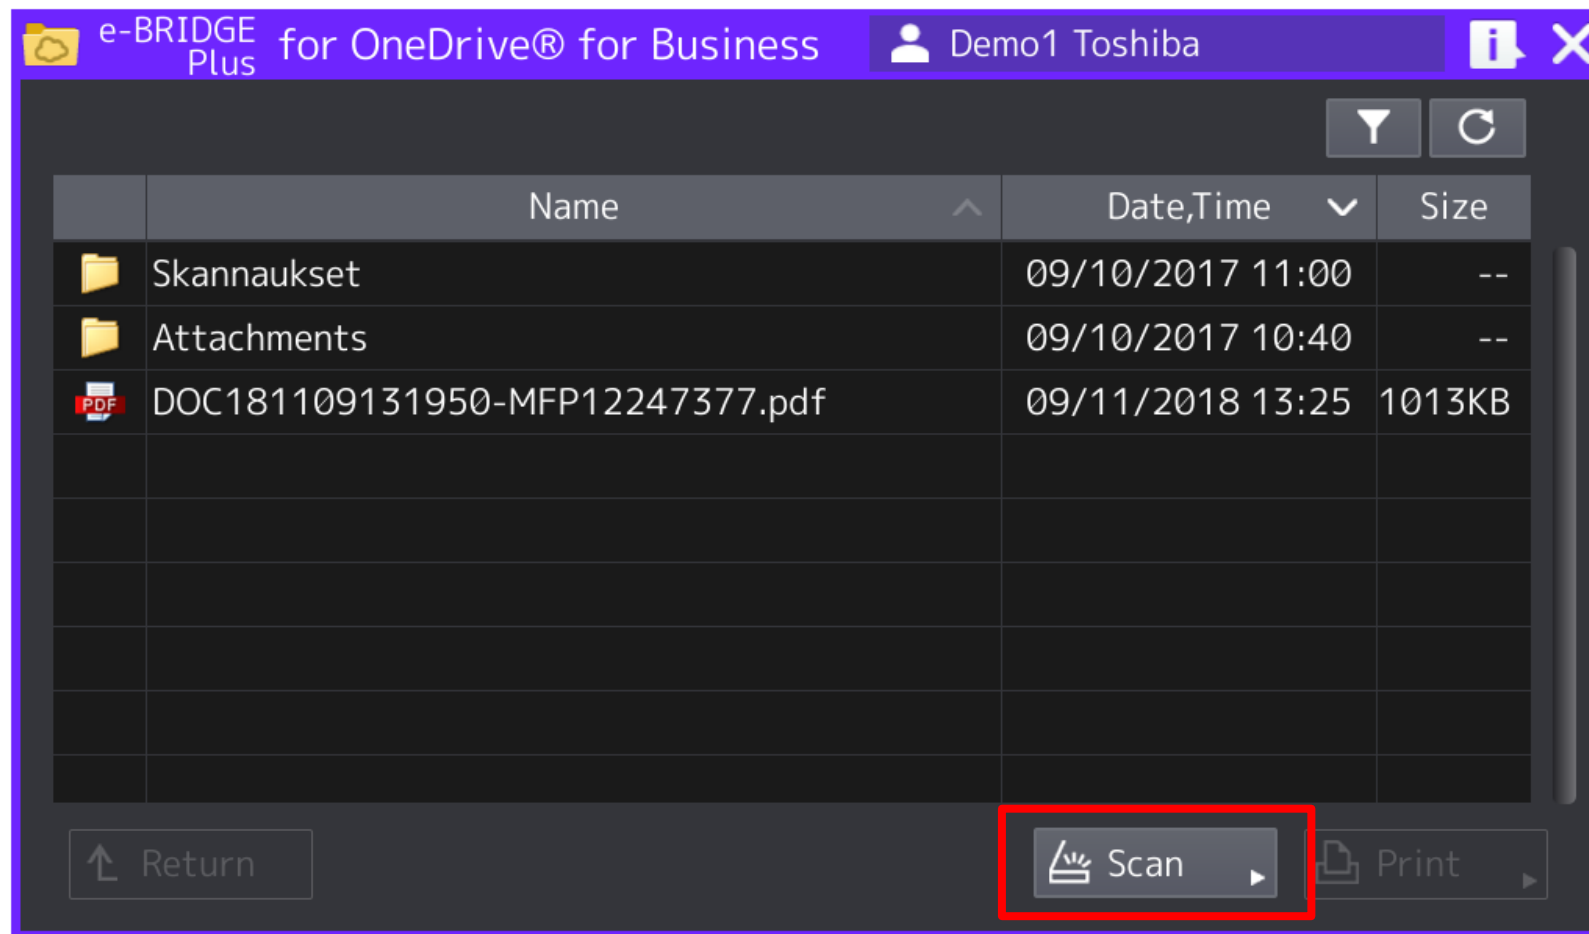 e-BRIDGE Plus for OneDrive® for Business Demo1 Toshiba i
Name Date,Time Size
Skannaukset 09/10/2017 11:00 --
Attachments 09/10/2017 10:40 --
PDF DOC181109131950-MFP12247377.pdf 09/11/2018 13:25 1013KB
Return Scan Print